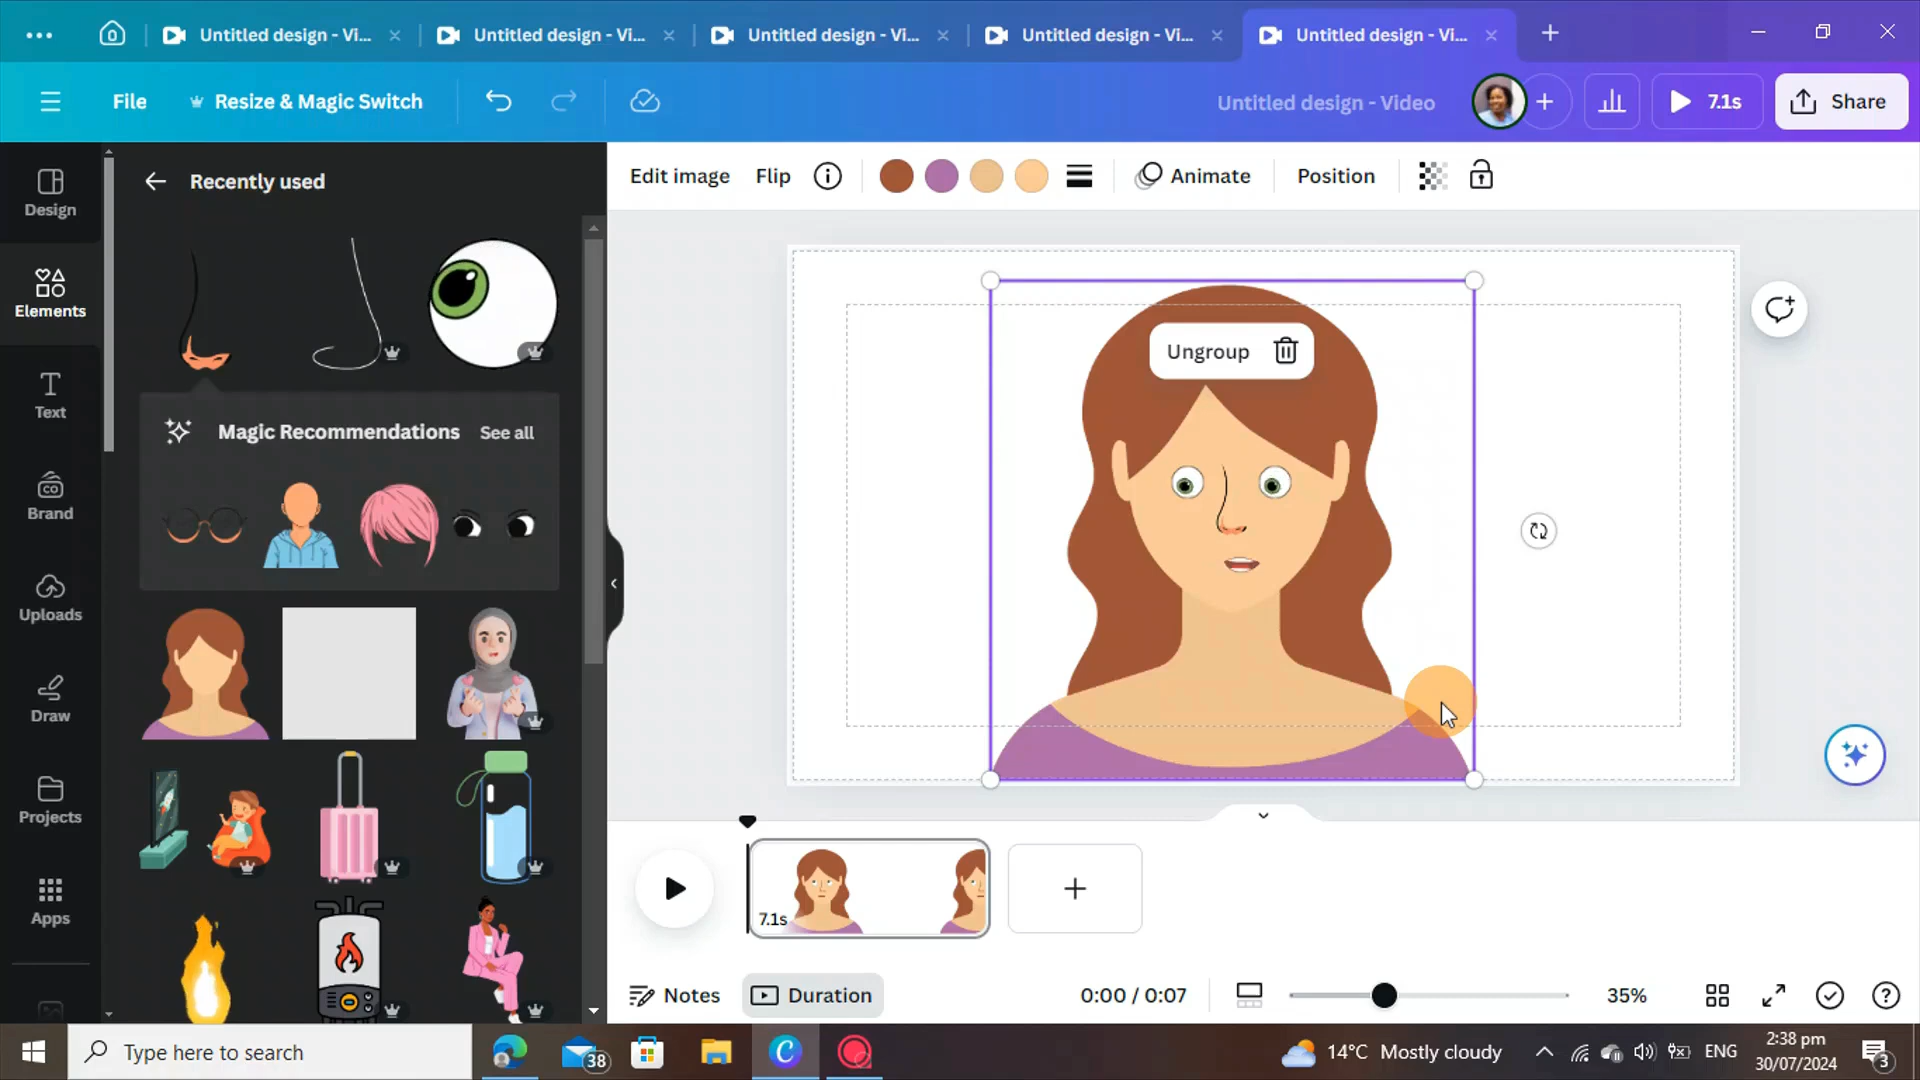 Untitled design - Vi...
Untitled design - Vi...
Untitled design - Vi...
Untitled design - Vi...
Untitled design - Vi...
File
Resize & Magic Switch
Untitled design - Video
7.1s
Share
Design
Elements
Text
Brand
Uploads
Draw
Projects
Apps
Recently used
Magic Recommendations
See all
Edit image
Flip
Animate
Position
Ungroup
7.1s
Notes
Duration
0:00 / 0:07
35%
Type here to search
38
14°C Mostly cloudy
ENG
2:38 pm
30/07/2024
3